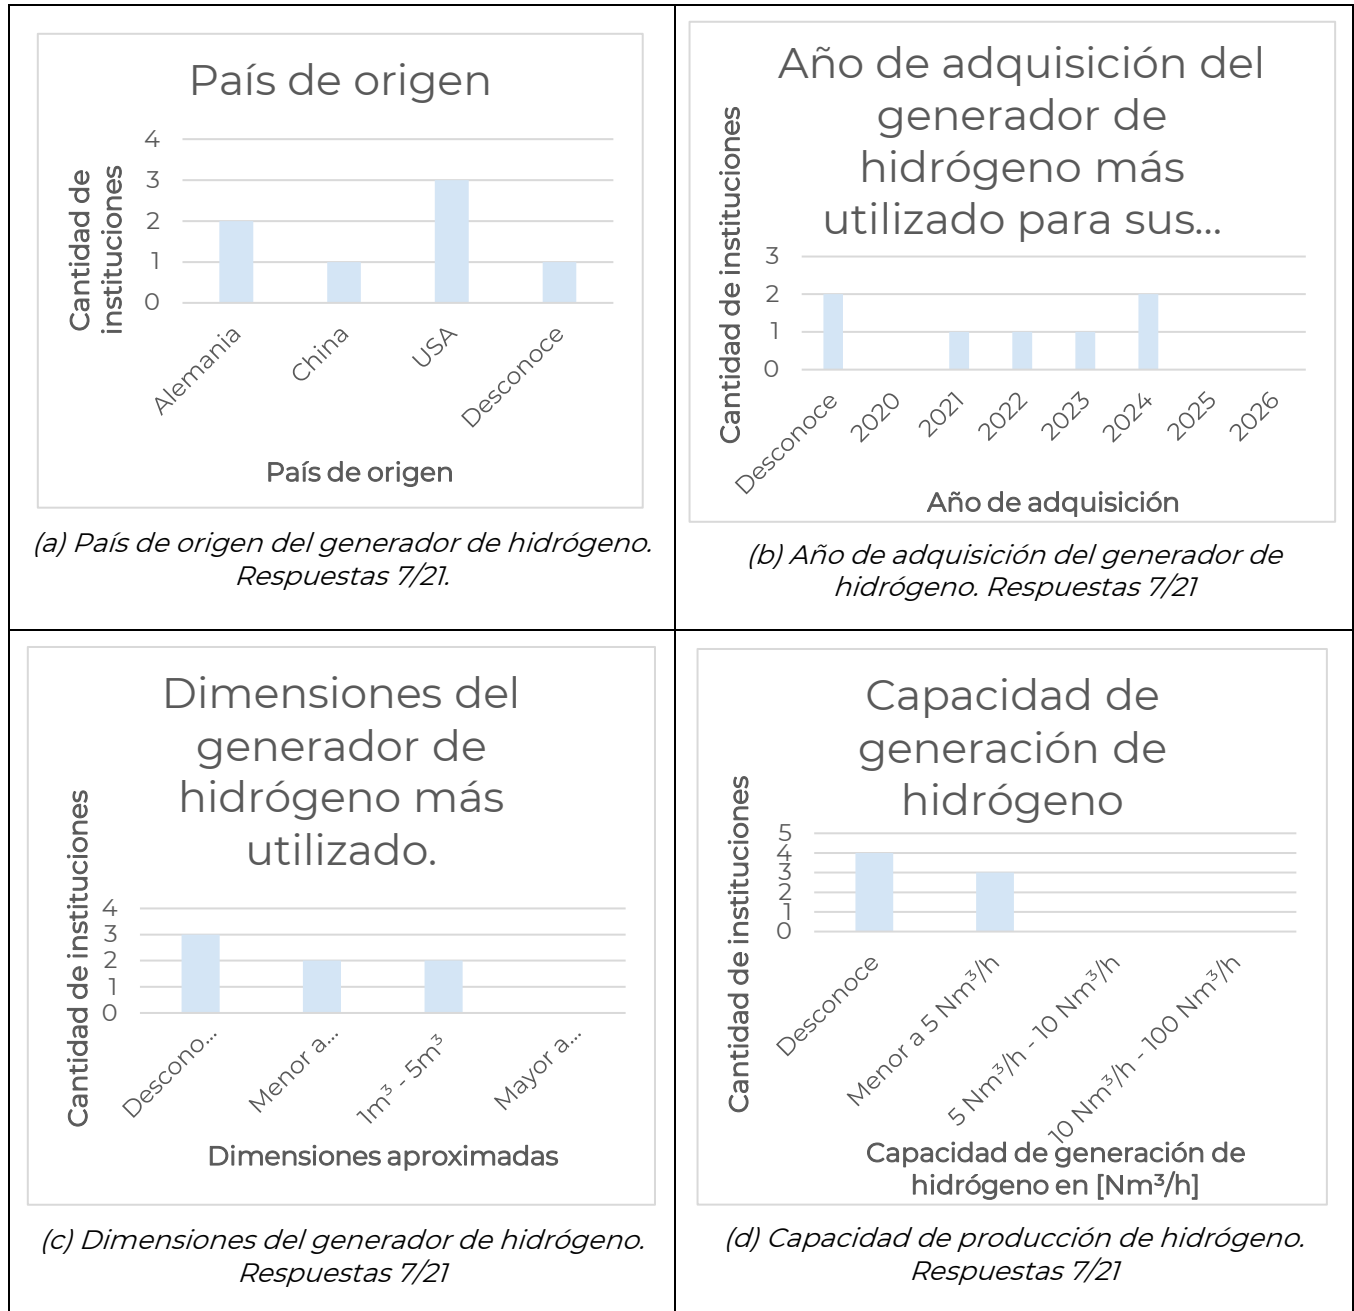 País de origen
Cantidad de
instituciones
4
3
2
1
0
Alemania
China
USA
Desconoce
País de origen
(a) País de origen del generador de hidrógeno.
Respuestas 7/21.
Año de adquisición del
generador de
hidrógeno más
utilizado para sus...
Cantidad de instituciones
3
2
1
0
Desconoce
2020
2021
2022
2023
2024
2025
2026
Año de adquisición
(b) Año de adquisición del generador de
hidrógeno. Respuestas 7/21
Dimensiones del
generador de
hidrógeno más
utilizado.
Cantidad de instituciones
4
3
2
1
0
Descono...
Menor a...
1m³ - 5m³
Mayor a...
Dimensiones aproximadas
(c) Dimensiones del generador de hidrógeno.
Respuestas 7/21
Capacidad de
generación de
hidrógeno
Cantidad de instituciones
5
4
3
2
1
0
Desconoce
Menor a 5 Nm³/h
5 Nm³/h - 10 Nm³/h
10 Nm³/h - 100 Nm³/h
Capacidad de generación de
hidrógeno en [Nm³/h]
(d) Capacidad de producción de hidrógeno.
Respuestas 7/21